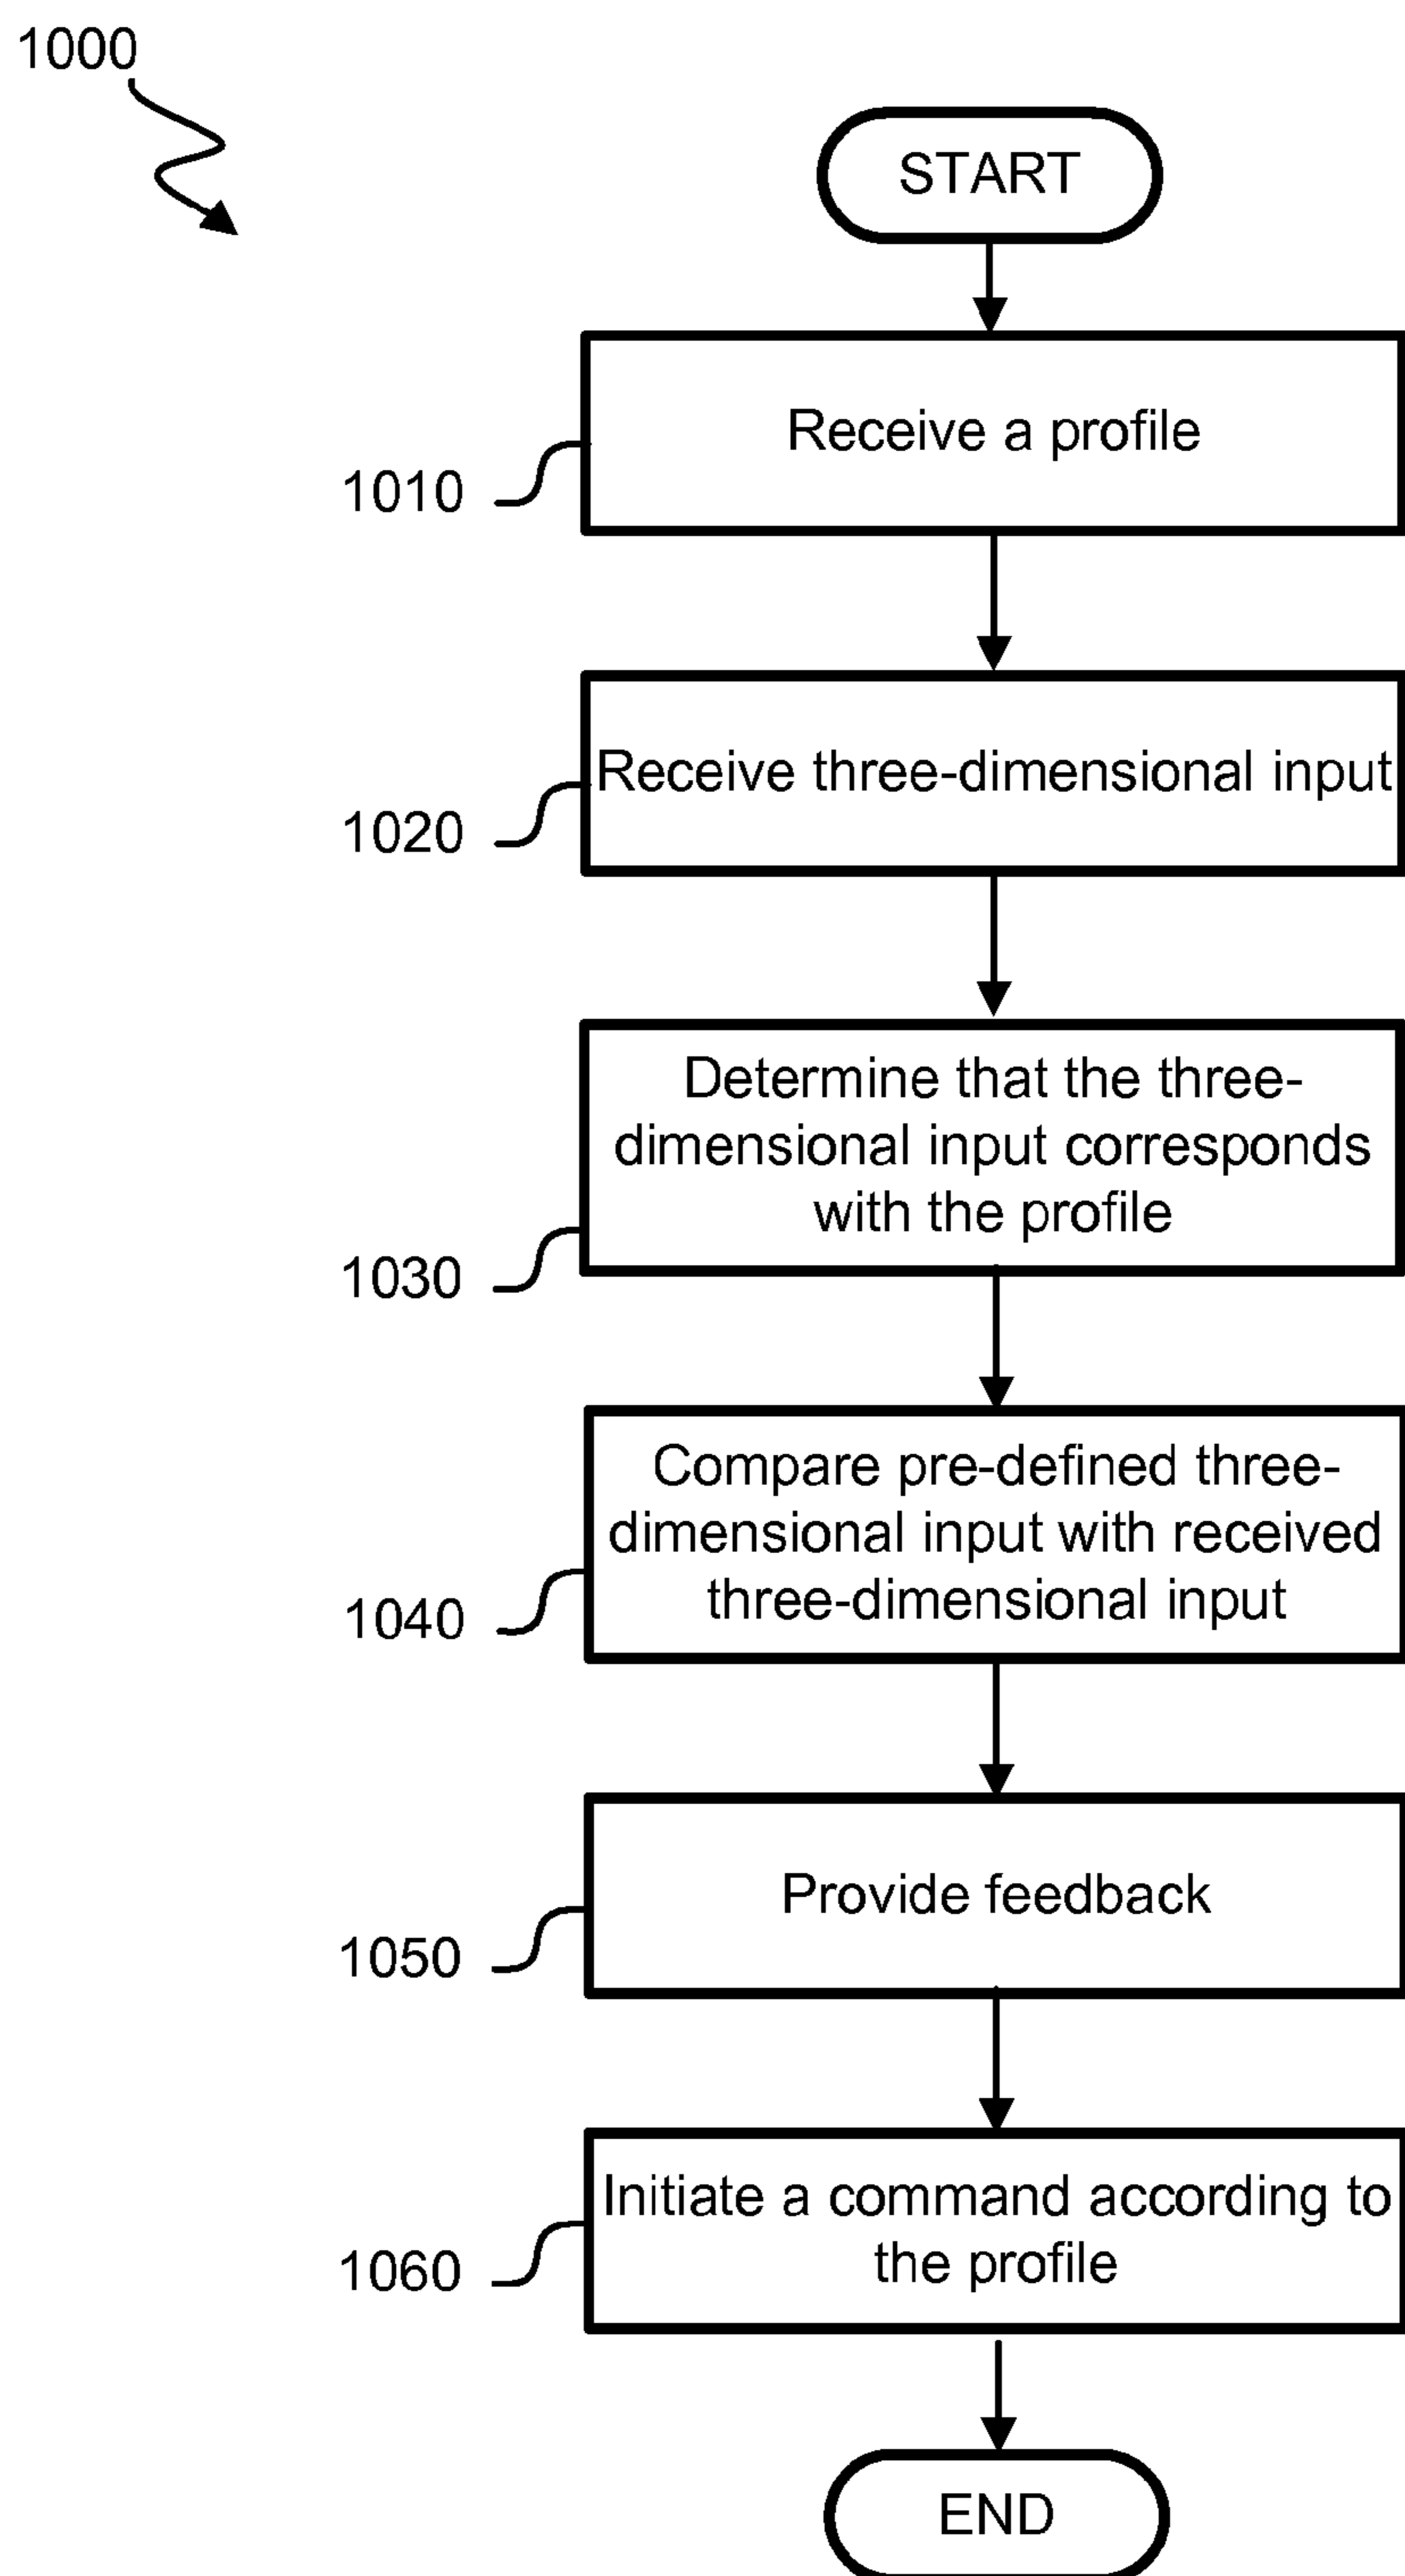 1000
START
Receive a profile
1010
Receive three-dimensional input
1020
Determine that the three-
dimensional input corresponds
with the profile
1030
Compare pre-defined three-
dimensional input with received
three-dimensional input
1040
Provide feedback
1050
Initiate a command according to
the profile
1060
END